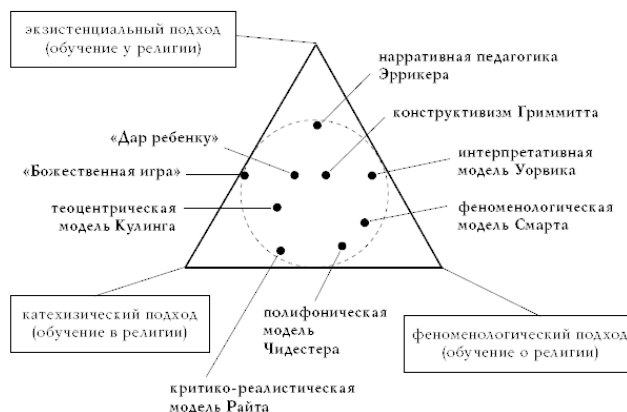 экзистенциальный подход
(обучение у религии)
нарративная педагогика
Эррикера
«Дар ребенку»
конструктивизм Гриммитта
«Божественная игра»
интерпретативная
модель Уорвика
теоцентрическая
модель Кулинга
феноменологическая
модель Смарта
катехизический подход
(обучение в религии)
полифоническая
модель
Чидестера
феноменологический подход
(обучение о религии)
критико-реалистическая
модель Райта